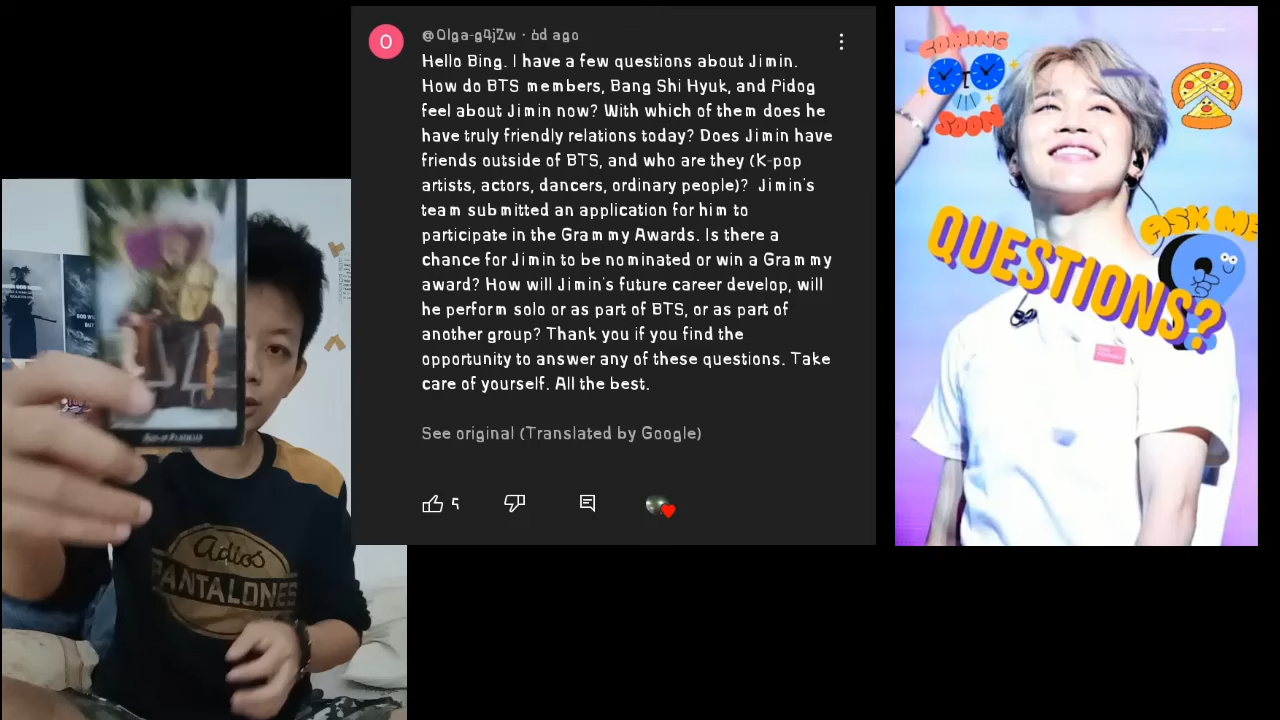 @Olga-g4j2w · 6d ago
O
Hello Bing. I have a few questions about Jimin.
How do BTS members, Bang Shi Hyuk, and Pidog
feel about Jimin now? With which of them does he
have truly friendly relations today? Does Jimin have
friends outside of BTS, and who are they (K-pop
artists, actors, dancers, ordinary people)? Jimin's
team submitted an application for him to
participate in the Grammy Awards. Is there a
chance for Jimin to be nominated or win a Grammy
award? How will Jimin's future career develop, will
he perform solo or as part of BTS, or as part of
another group? Thank you if you find the
opportunity to answer any of these questions. Take
care of yourself. All the best.
See original (Translated by Google)
5
COMING
SOON
QUESTIONS?
ASK ME
Adios
PANTALONES